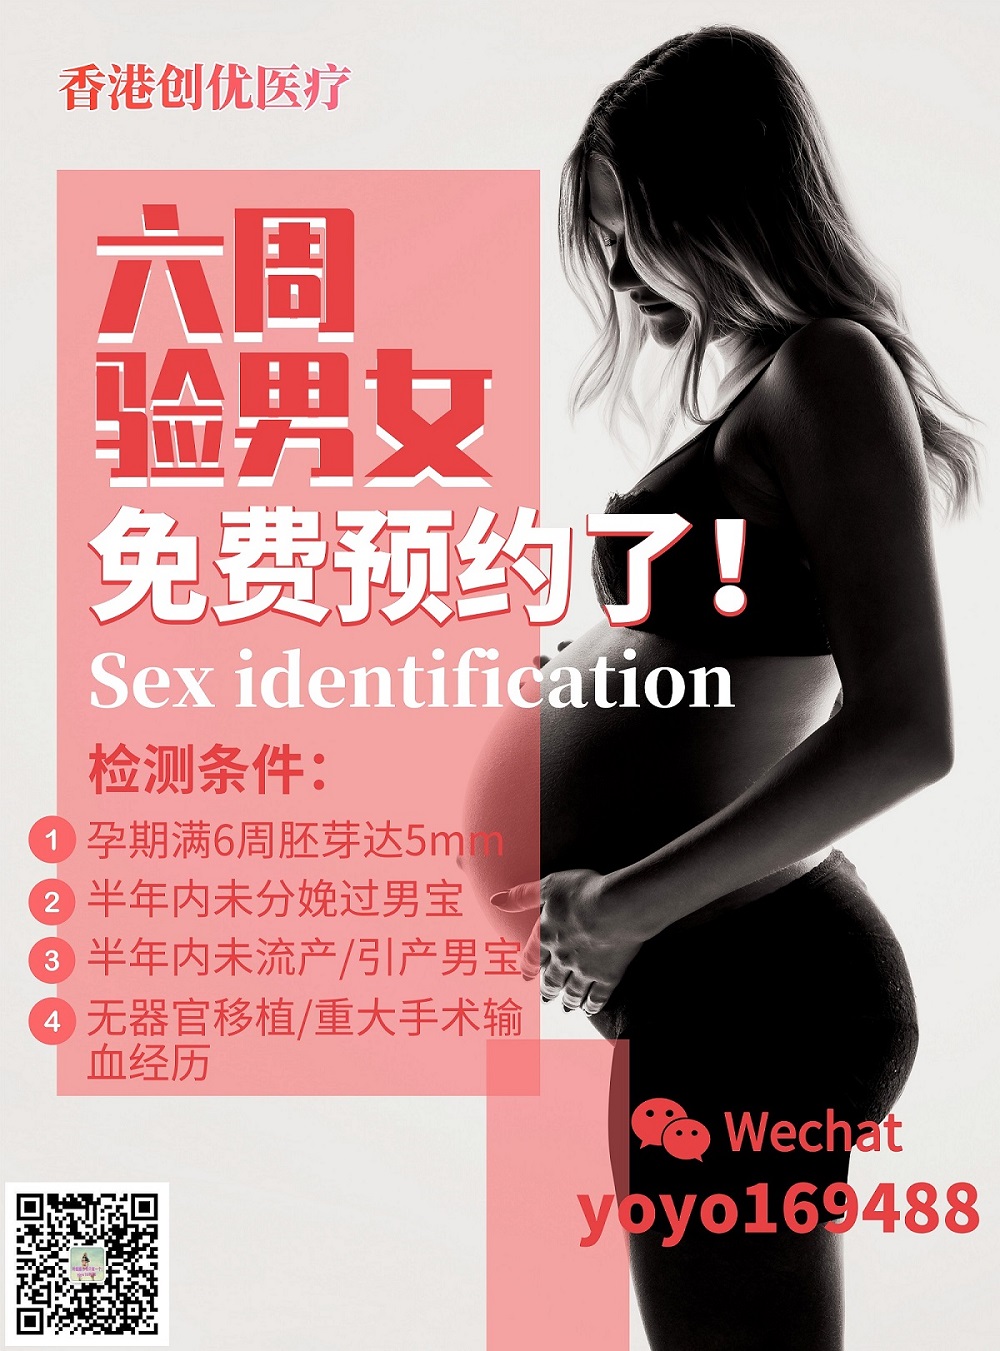 香港创优医疗
六周
验男女
免费预约了！
Sex identification
检测条件：
1 孕期满6周胚芽达5mm
2 半年内未分娩过男宝
3 半年内未流产/引产男宝
4 无器官移植/重大手术输
血经历
Wechat
yoyo169488